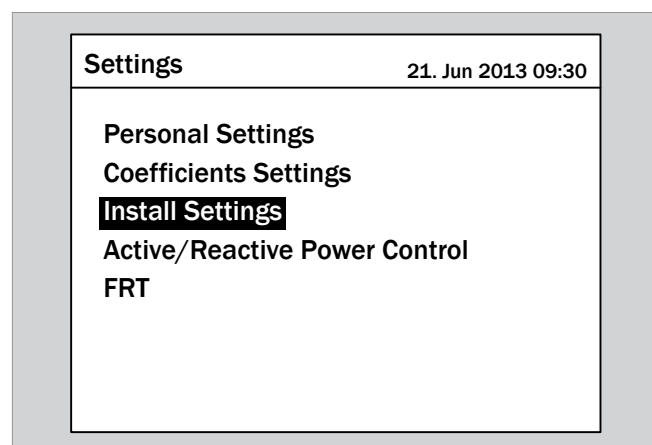 Settings 21. Jun 2013 09:30
Personal Settings
Coefficients Settings
Install Settings
Active/Reactive Power Control
FRT